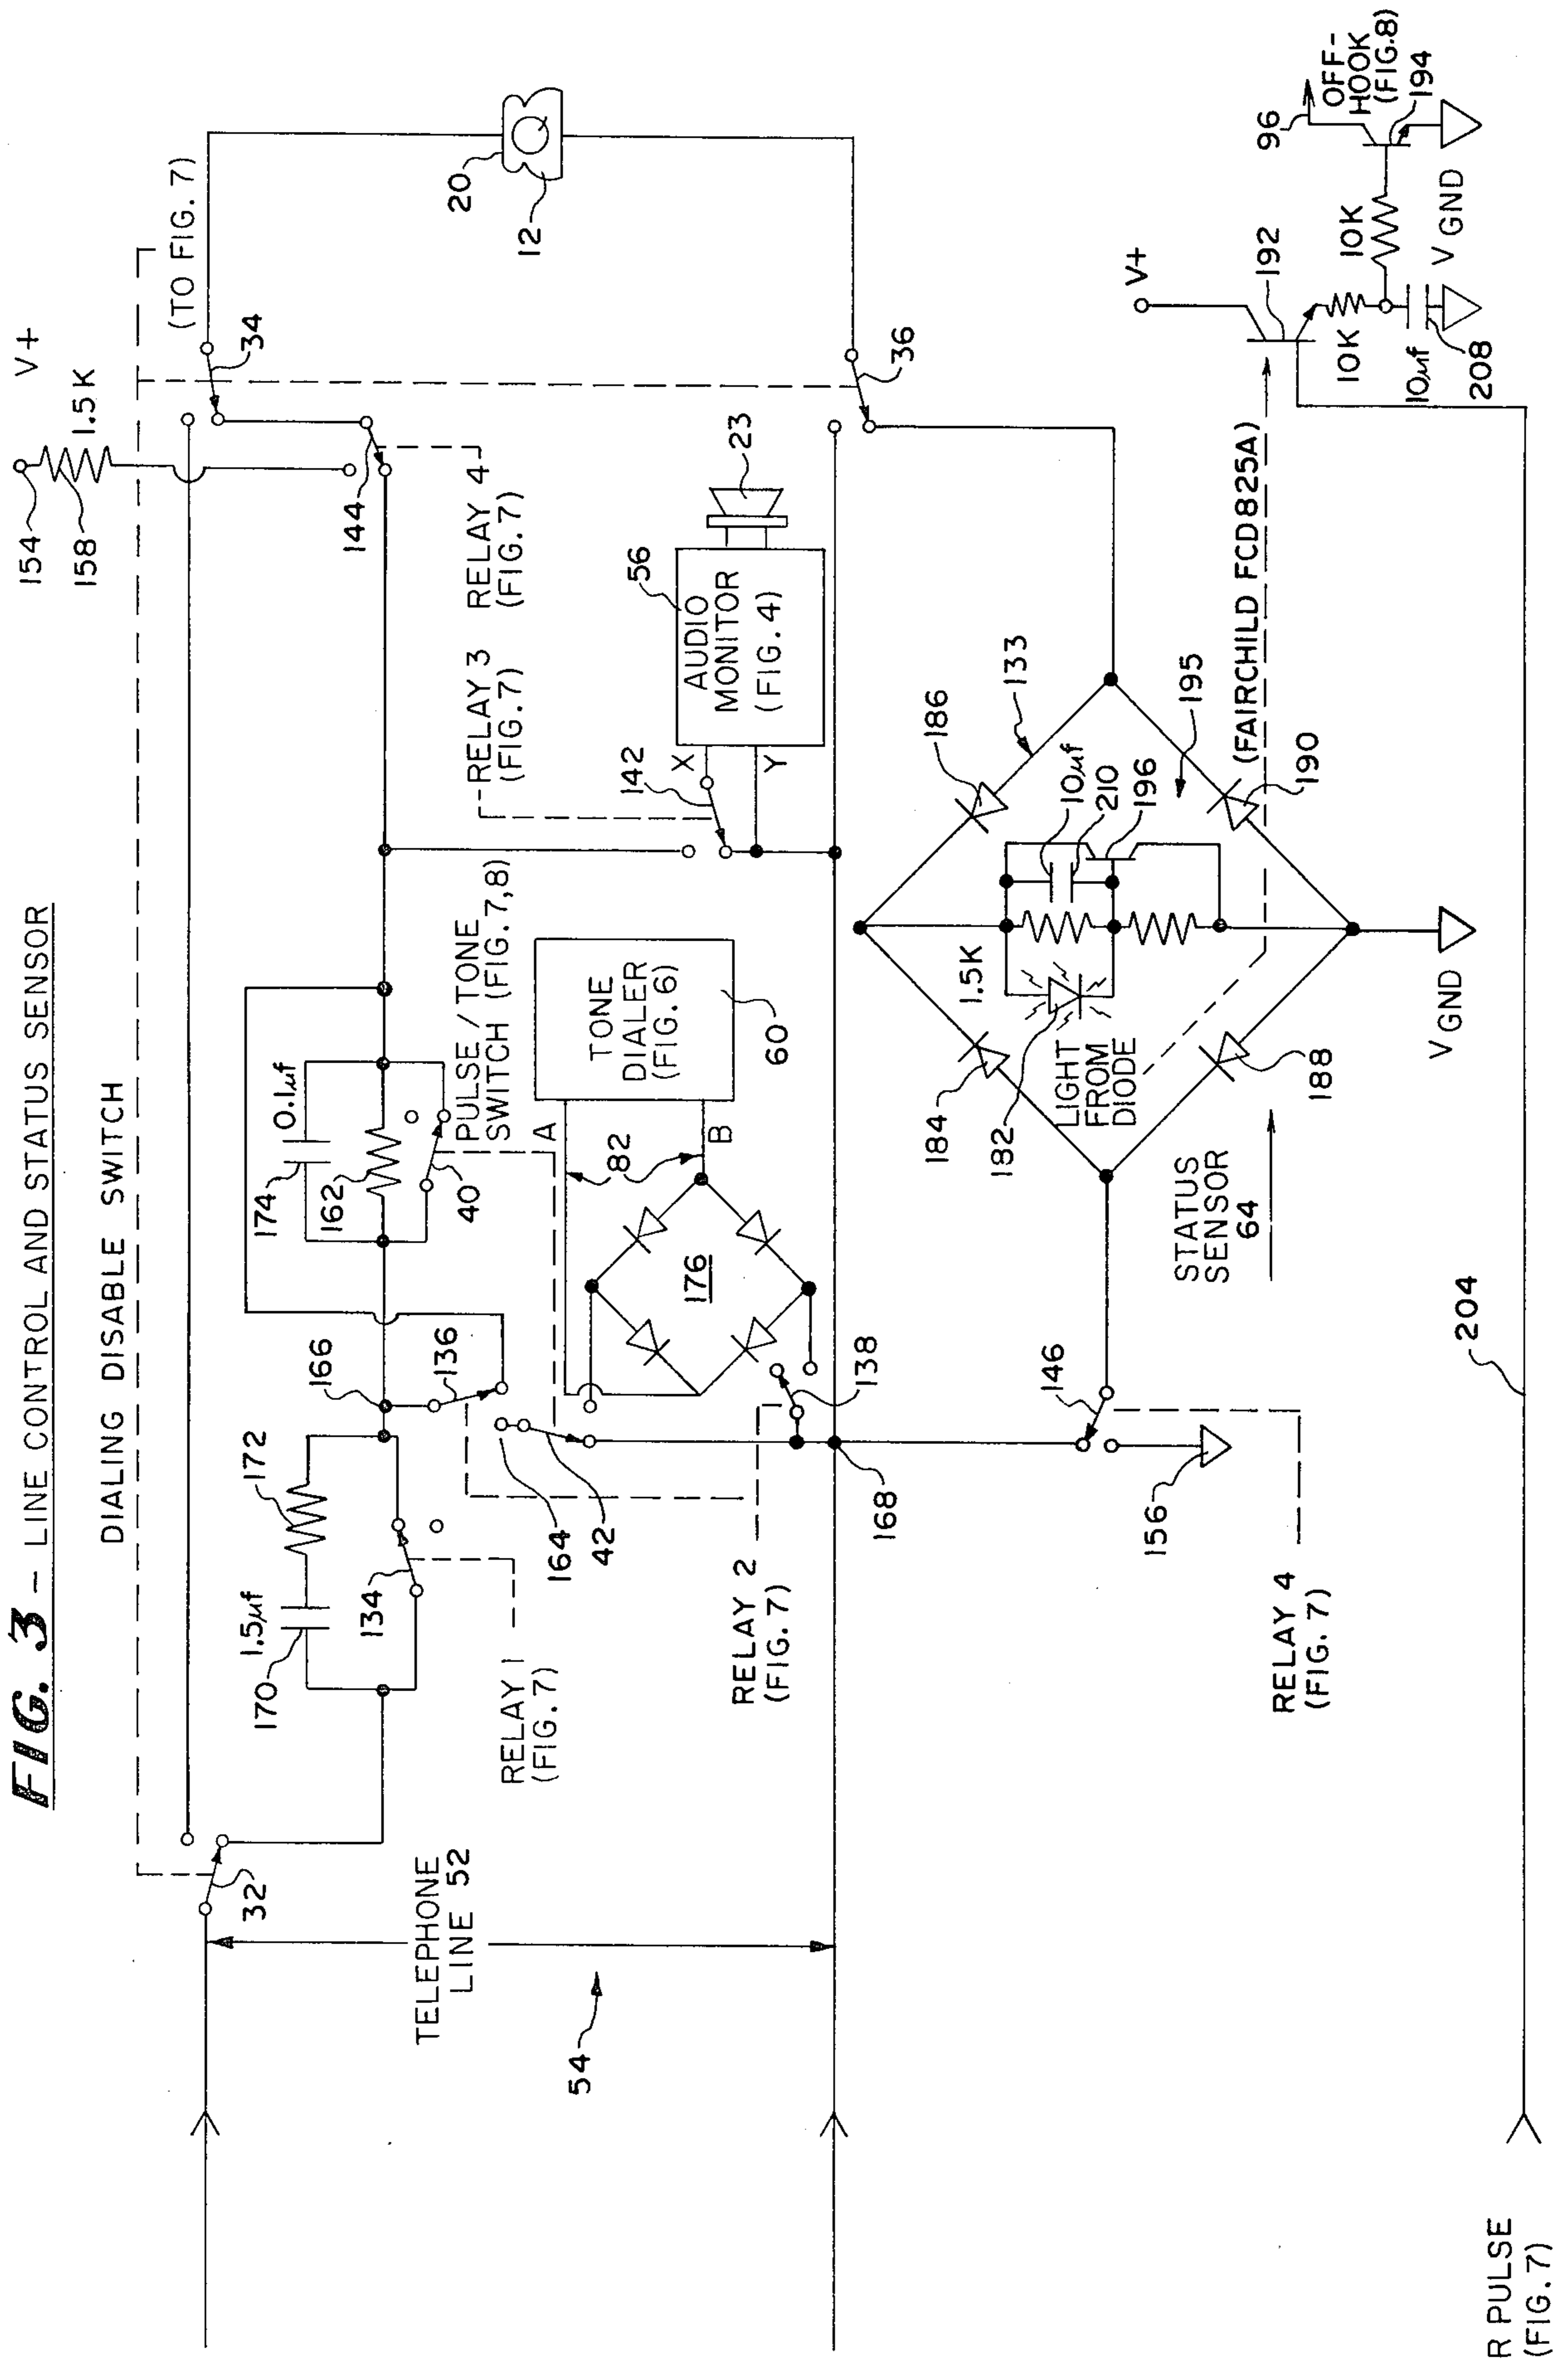 FIG. 3 – LINE CONTROL AND STATUS SENSOR
DIALING DISABLE SWITCH
(TO FIG. 7)
V+
154
158
1.5K
34
32
144
RELAY 3
(FIG. 7)
RELAY 4
(FIG. 7)
20
12
36
170
1.5µf
172
134
RELAY 1
(FIG. 7)
166
136
164
42
174
0.1µf
162
40
PULSE/TONE
SWITCH (FIG. 7,8)
A
82
B
TONE
DIALER
(FIG. 6)
60
176
138
RELAY 2
(FIG. 7)
168
142
X
Y
56
AUDIO
MONITOR
(FIG. 4)
23
TELEPHONE
LINE 52
54
146
156
RELAY 4
(FIG. 7)
STATUS
SENSOR
64
184
182
LIGHT
FROM
DIODE
188
1.5K
186
133
10µf
210
196
195
190
V GND
(FAIRCHILD FCD825A)
V+
192
10K
10K
10µf
208
V GND
96
OFF-
HOOK
(FIG.8)
194
204
R PULSE
(FIG. 7)